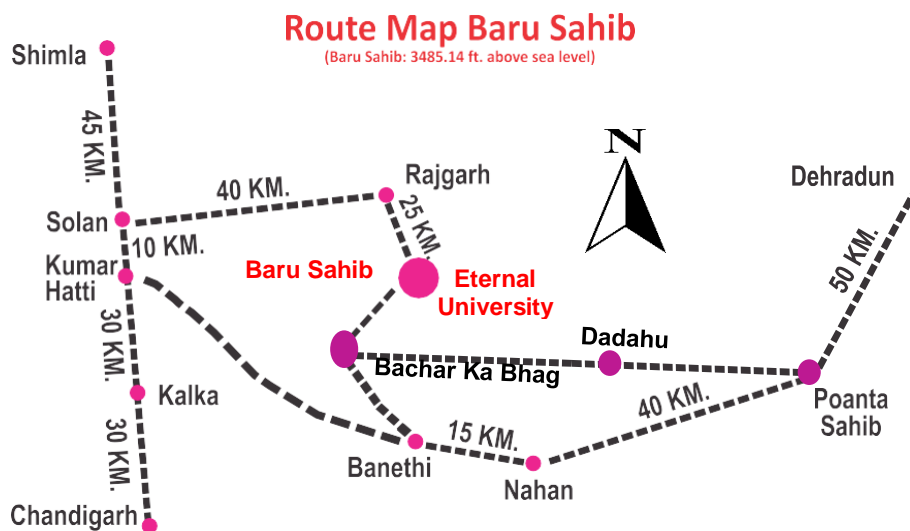 Route Map Baru Sahib
(Baru Sahib: 3485.14 ft. above sea level)
Shimla
45 KM.
N
Rajgarh
Dehradun
40 KM.
25 KM.
Solan
10 KM.
Kumar
Hatti
Baru Sahib
Eternal
University
50 KM.
30 KM.
Dadahu
Bachar Ka Bhag
Kalka
40 KM.
Poanta
Sahib
30 KM.
15 KM.
Banethi
Nahan
Chandigarh